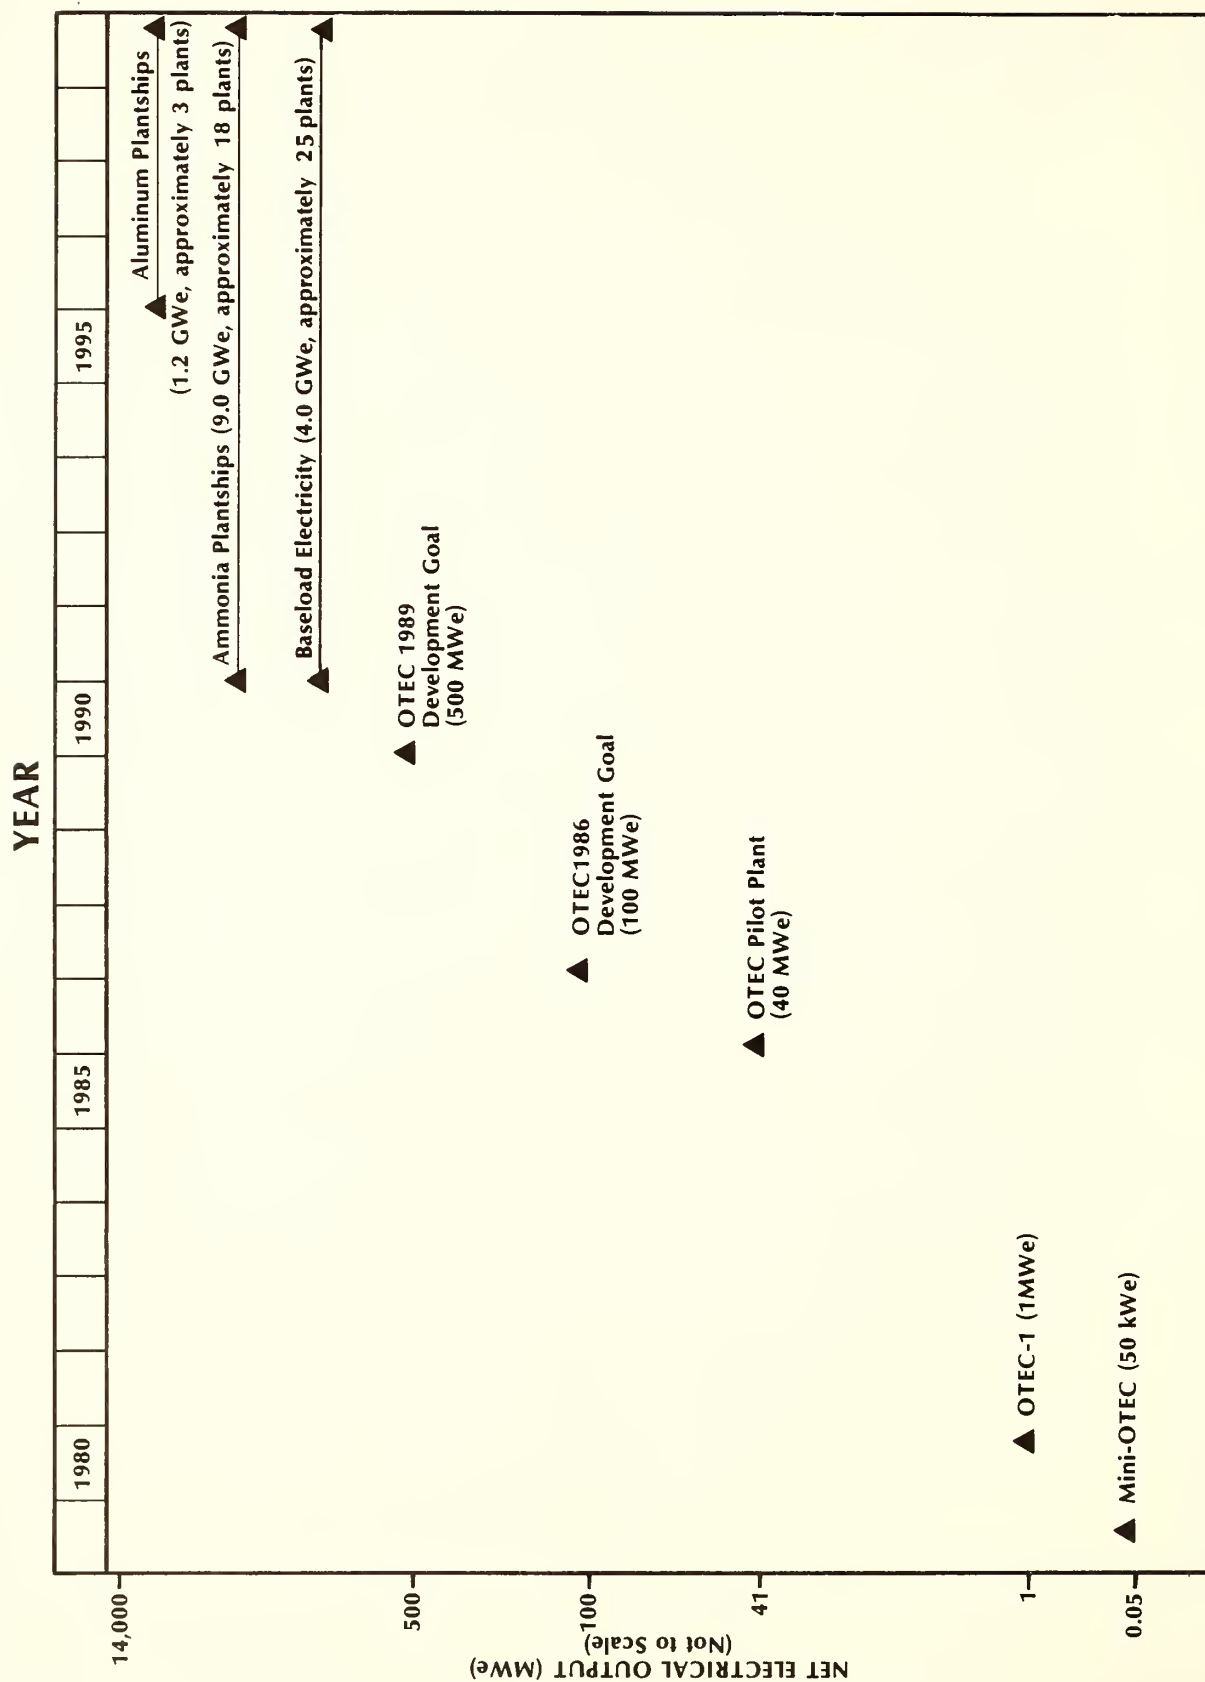 YEAR
1980
1985
1990
1995
14,000
500
100
41
1
0.05
NET ELECTRICAL OUTPUT (MWe)
(Not to Scale)
Aluminum Plantships
(1.2 GWe, approximately 3 plants)
Ammonia Plantships (9.0 GWe, approximately 18 plants)
Baseload Electricity (4.0 GWe, approximately 25 plants)
OTEC 1989
Development Goal
(500 MWe)
OTEC1986
Development Goal
(100 MWe)
OTEC Pilot Plant
(40 MWe)
OTEC-1 (1MWe)
Mini-OTEC (50 kWe)